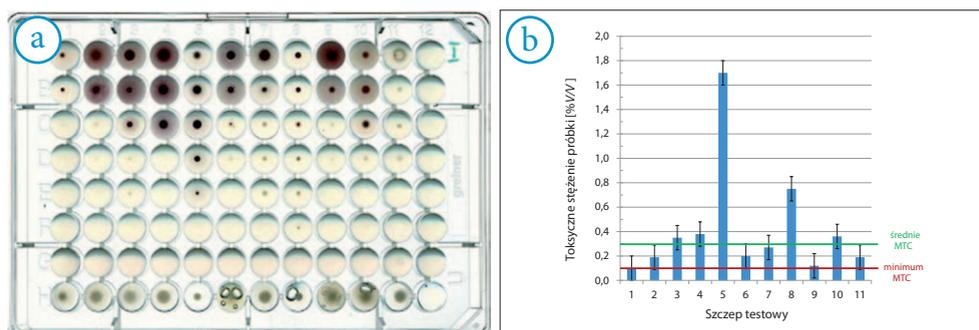 a
greiner
b
2,0
1,8
1,6
1,4
1,2
1,0
0,8
0,6
0,4
0,2
0,0
Toksyczne stężenie próbki [%V/V]
1 2 3 4 5 6 7 8 9 10 11
Szczep testowy
średnie
MTC
minimum
MTC